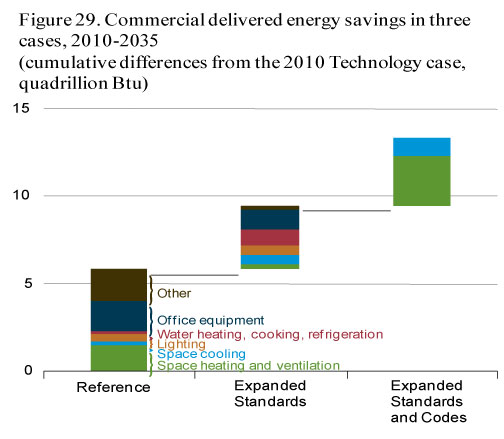 Figure 29. Commercial delivered energy savings in three
cases, 2010-2035
(cumulative differences from the 2010 Technology case,
quadrillion Btu)
15
10
5
0
Other
Office equipment
Water heating, cooking, refrigeration
Lighting
Space cooling
Space heating and ventilation
Reference
Expanded
Standards
Expanded
Standards
and Codes